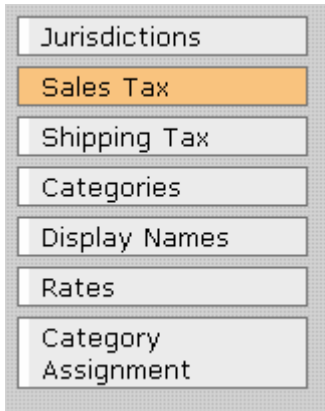 Jurisdictions
Sales Tax
Shipping Tax
Categories
Display Names
Rates
Category
Assignment